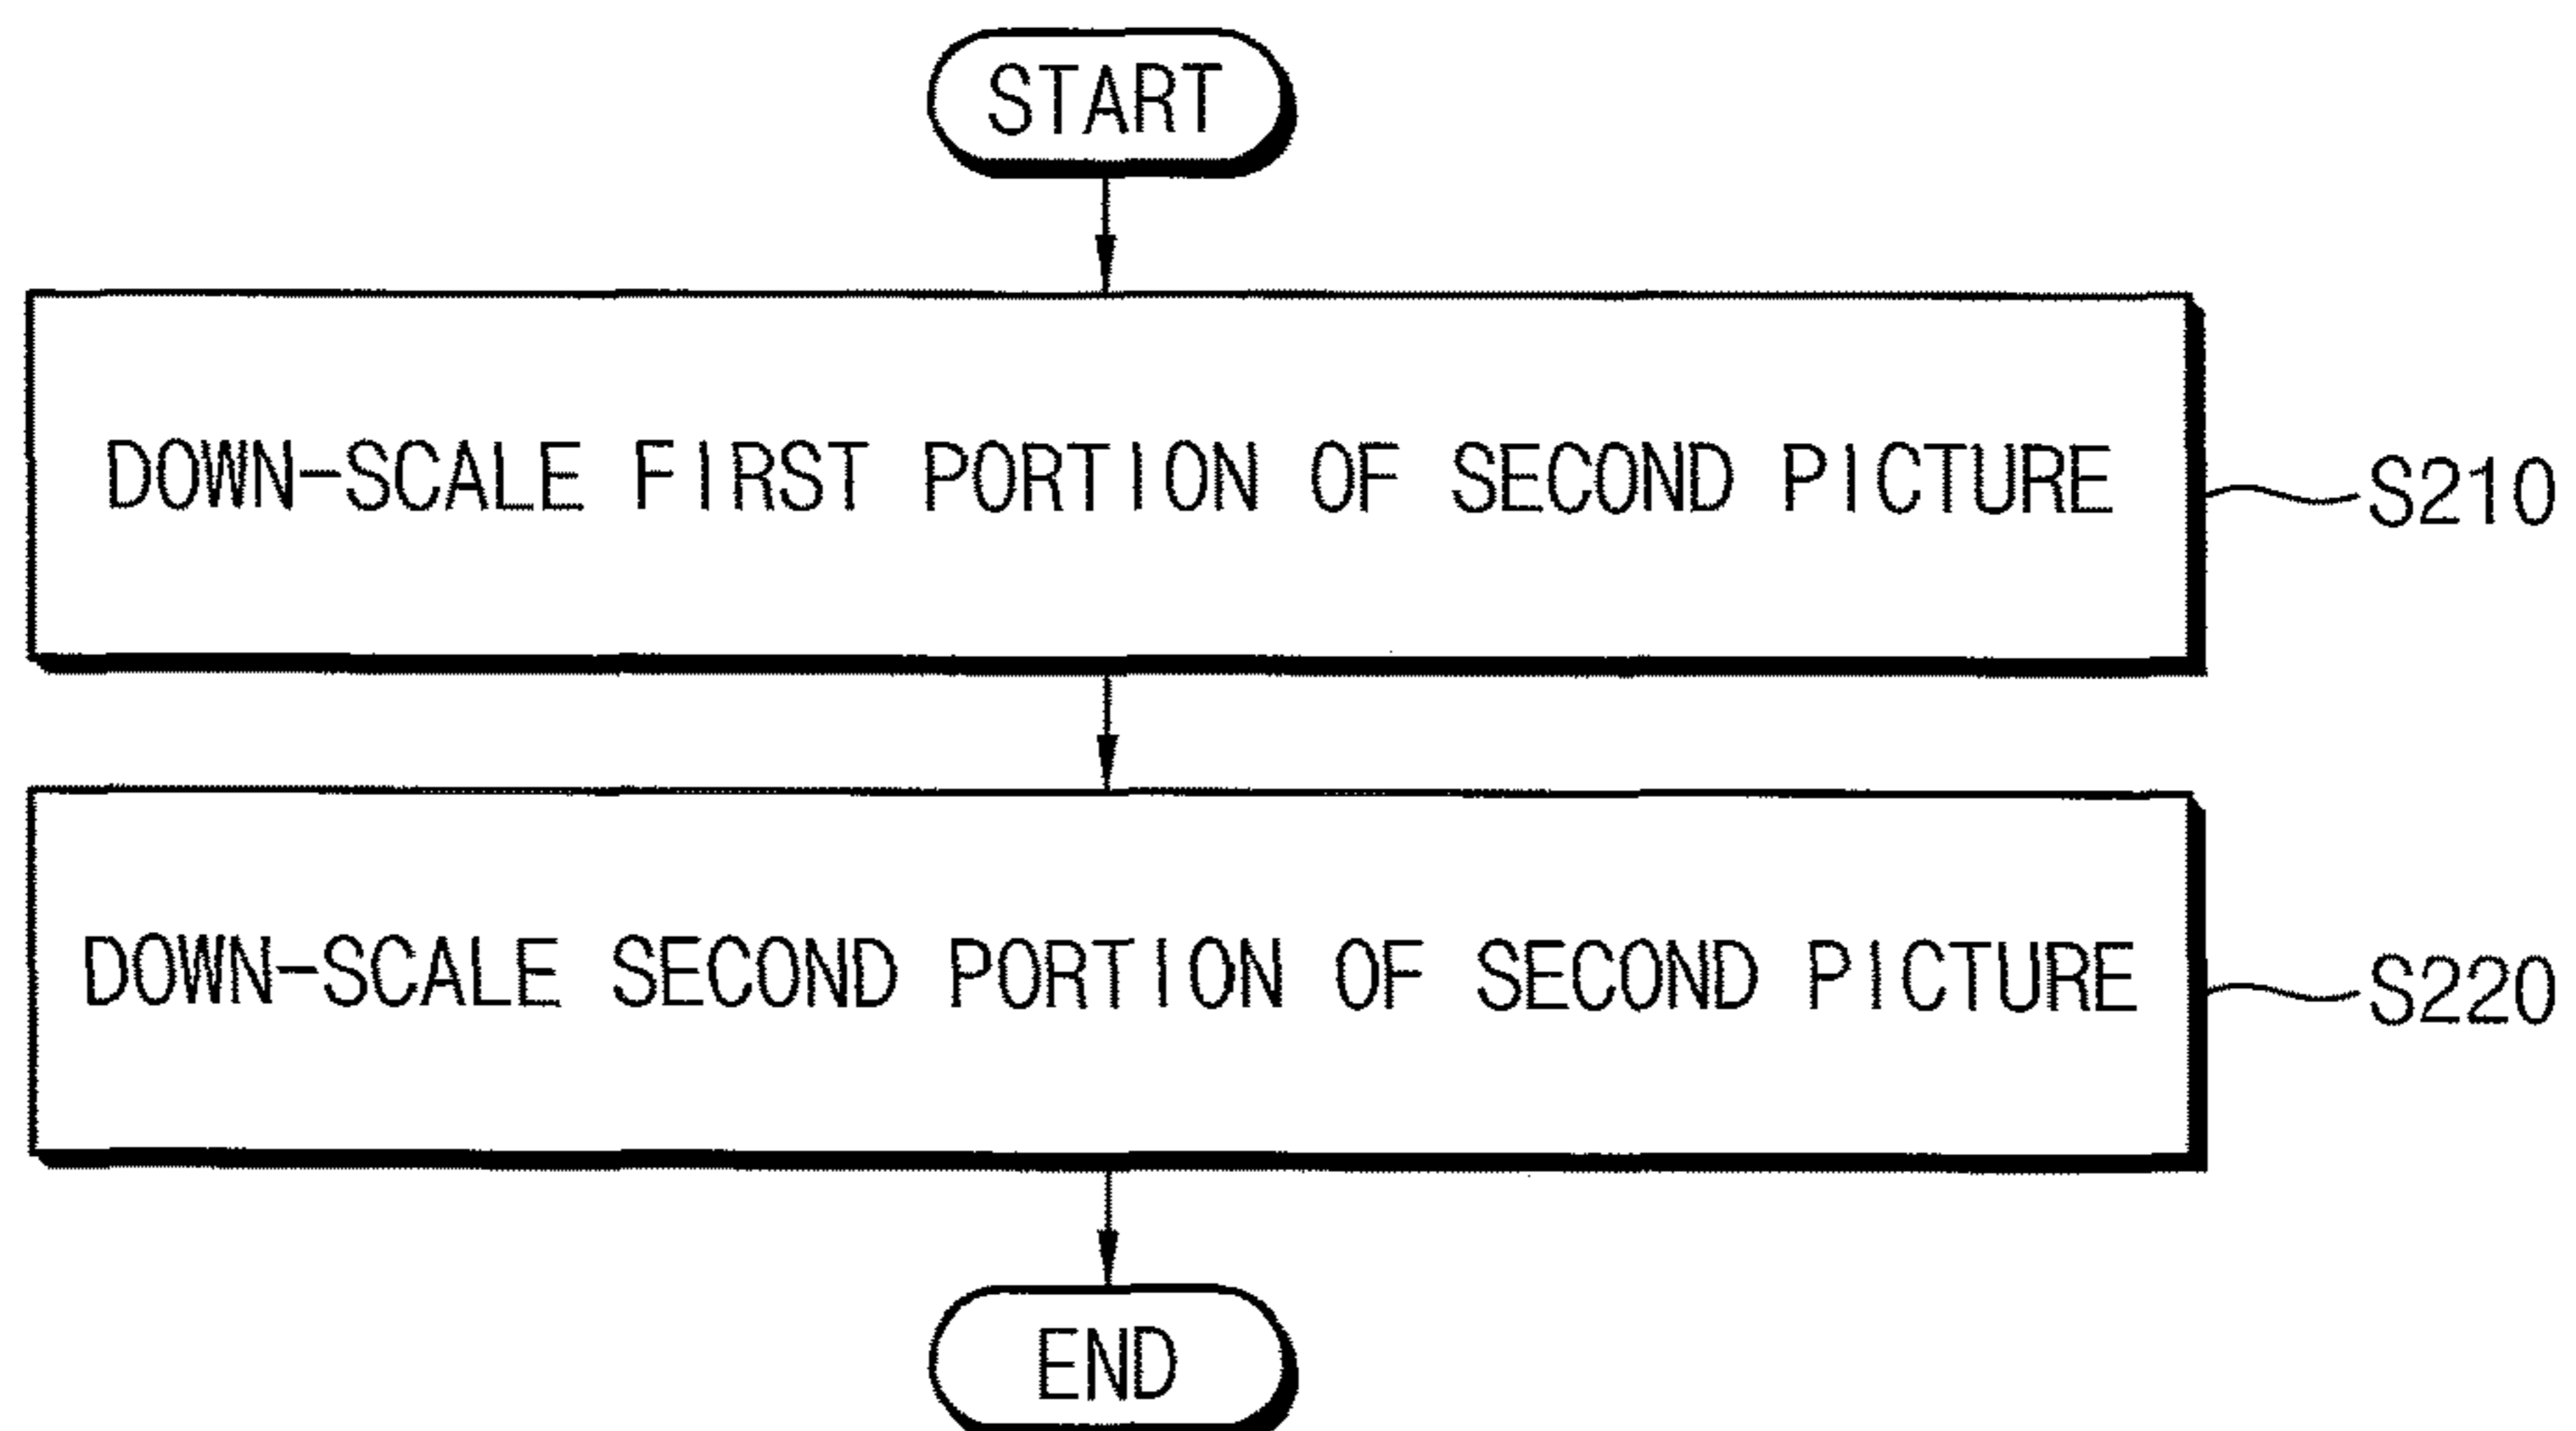 START
DOWN-SCALE FIRST PORTION OF SECOND PICTURE
S210
DOWN-SCALE SECOND PORTION OF SECOND PICTURE
S220
END